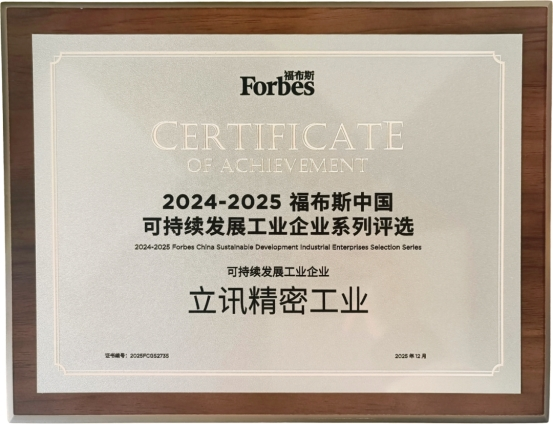 福布斯
Forbes
CERTIFICATE
OF ACHIEVEMENT
2024-2025 福布斯中国
可持续发展工业企业系列评选
2024-2025 Forbes China Sustainable Development Industrial Enterprises Selection Series
可持续发展工业企业
立讯精密工业
证书编号：2025FCGS2735
2025 年 12 月